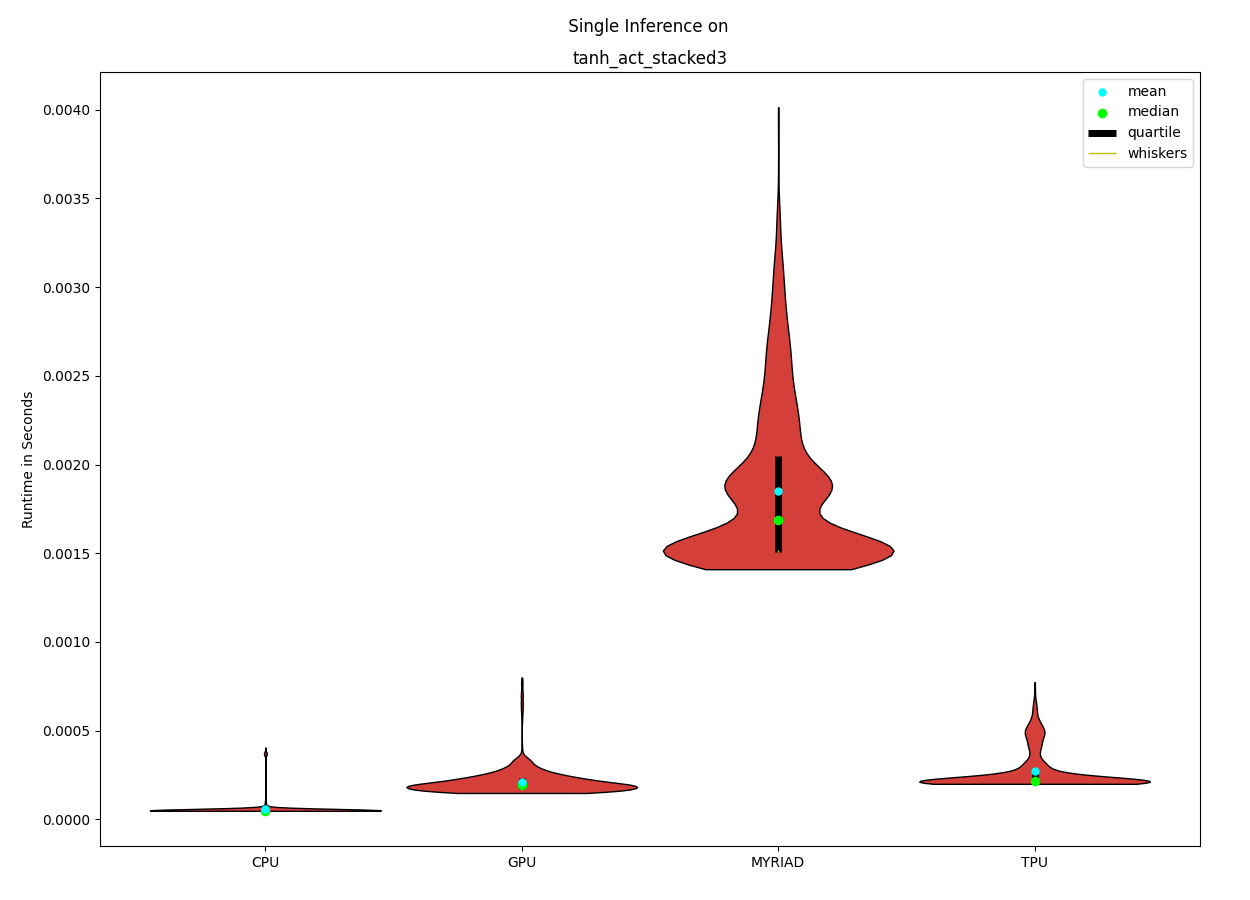 Single Inference on
tanh_act_stacked3
mean
median
quartile
whiskers
0.0040
0.0035
0.0030
0.0025
0.0020
0.0015
0.0010
0.0005
0.0000
Runtime in Seconds
CPU
GPU
MYRIAD
TPU